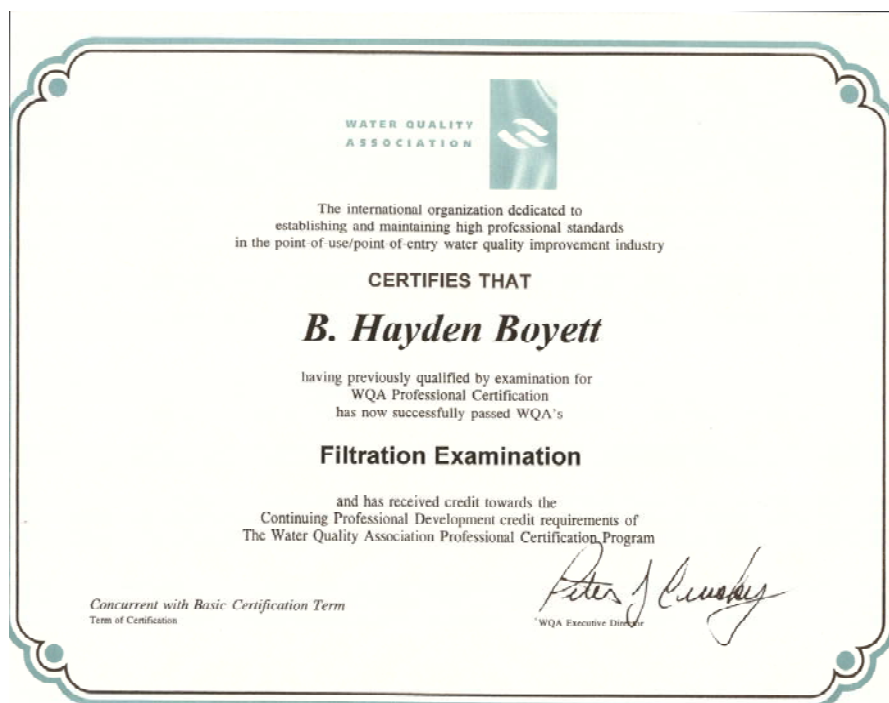 WATER QUALITY
ASSOCIATION
The international organization dedicated to
establishing and maintaining high professional standards
in the point-of-use/point-of-entry water quality improvement industry
CERTIFIES THAT
B. Hayden Boyett
having previously qualified by examination for
WQA Professional Certification
has now successfully passed WQA's
Filtration Examination
and has received credit towards the
Continuing Professional Development credit requirements of
The Water Quality Association Professional Certification Program
Concurrent with Basic Certification Term
Term of Certification
Peter J
WQA Executive Director